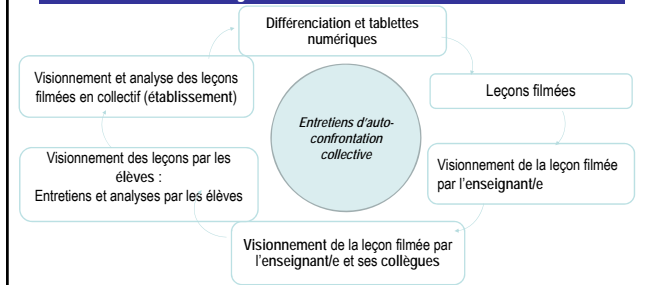 Différenciation et tablettes
numériques
Leçons filmées
Visionnement de la leçon filmée
par l'enseignant/e
Visionnement de la leçon filmée par
l'enseignant/e et ses collègues
Visionnement des leçons par les
élèves :
Entretiens et analyses par les élèves
Visionnement et analyse des leçons
filmées en collectif (établissement)
Entretiens d'auto-
confrontation
collective